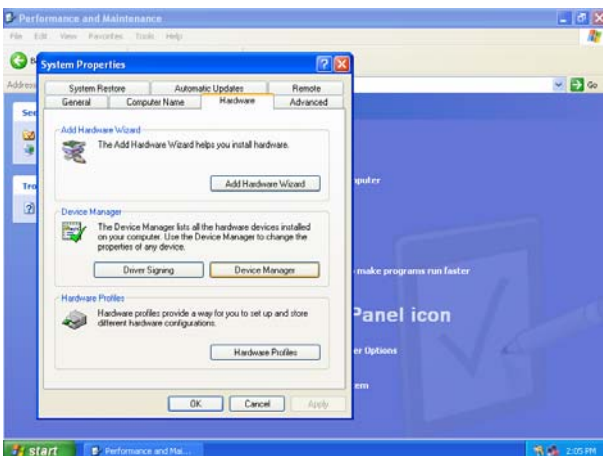 Performance and Maintenance
File Edit View Favorites Tools Help
Address
Go
System Properties
System Restore Automatic Updates Remote
General Computer Name Hardware Advanced
Add Hardware Wizard
The Add Hardware Wizard helps you install hardware.
Add Hardware Wizard
Device Manager
The Device Manager lists all the hardware devices installed
on your computer. Use the Device Manager to change the
properties of any device.
Driver Signing Device Manager
Hardware Profiles
Hardware profiles provide a way for you to set up and store
different hardware configurations.
Hardware Profiles
OK Cancel Apply
See
Tro
puter
make programs run faster
Panel icon
er Options
em
start Performance and Mai... 2:05 PM